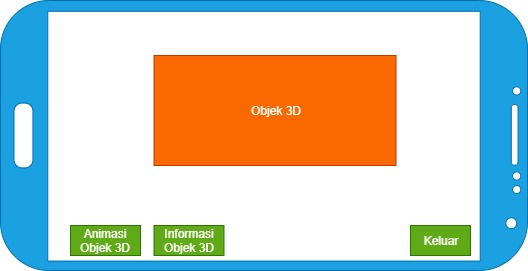 Objek 3D
Animasi
Objek 3D
Informasi
Objek 3D
Keluar